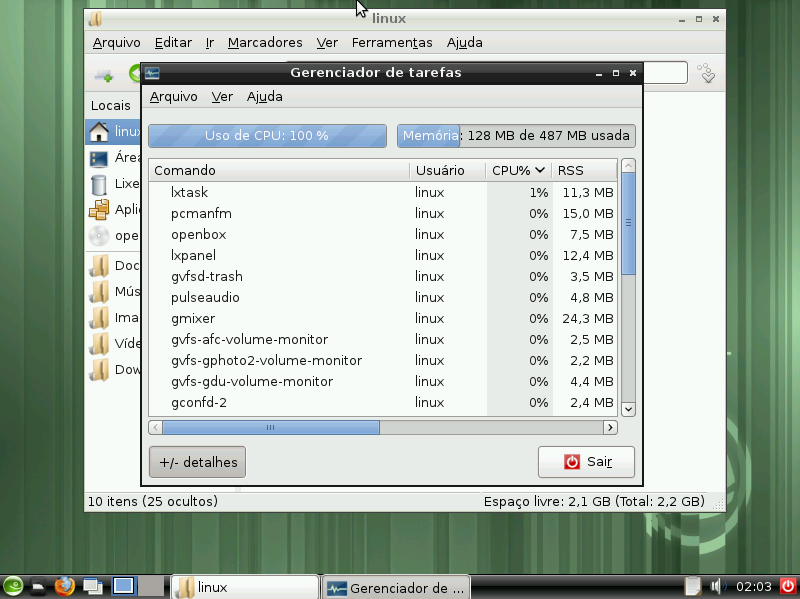 linux
Arquivo Editar Ir Marcadores Ver Ferramentas Ajuda
Gerenciador de tarefas
Arquivo Ver Ajuda
Locais
linux
Uso de CPU: 100 %
Memória: 128 MB de 487 MB usada
Comando Usuário CPU% RSS
lxtask linux 1% 11,3 MB
pcmanfm linux 0% 15,0 MB
openbox linux 0% 7,5 MB
lxpanel linux 0% 12,4 MB
gvfsd-trash linux 0% 3,5 MB
pulseaudio linux 0% 4,8 MB
gmixer linux 0% 24,3 MB
gvfs-afc-volume-monitor linux 0% 2,5 MB
gvfs-gphoto2-volume-monitor linux 0% 2,2 MB
gvfs-gdu-volume-monitor linux 0% 4,4 MB
gconfd-2 linux 0% 2,4 MB
Área
Lixe
Aplic
ope
Doc
Mús
Ima
Víde
Dow
+/- detalhes
Sair
10 itens (25 ocultos) Espaço livre: 2,1 GB (Total: 2,2 GB)
linux
Gerenciador de ...
02:03